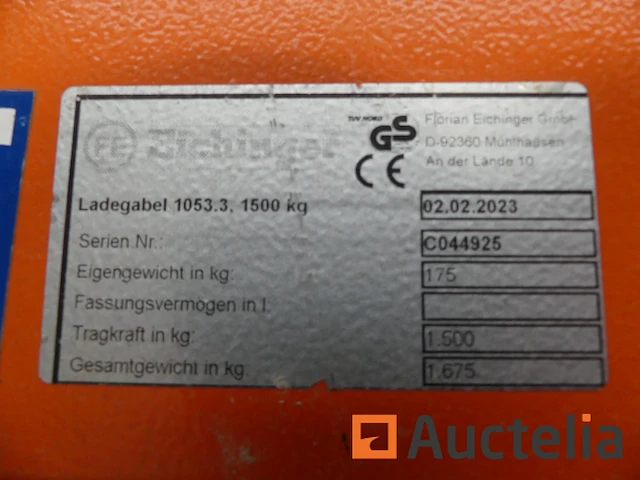 FE Eichinger
TÜV NORD
GS
CE
Florian Eichinger GmbH
D-92360 Mühlhausen
An der Lände 10
Ladegabel 1053.3, 1500 kg 02.02.2023
Serien Nr.: C044925
Eigengewicht in kg: 175
Fassungsvermögen in l:
Tragkraft in kg: 1.500
Gesamtgewicht in kg: 1.675
Auctelia